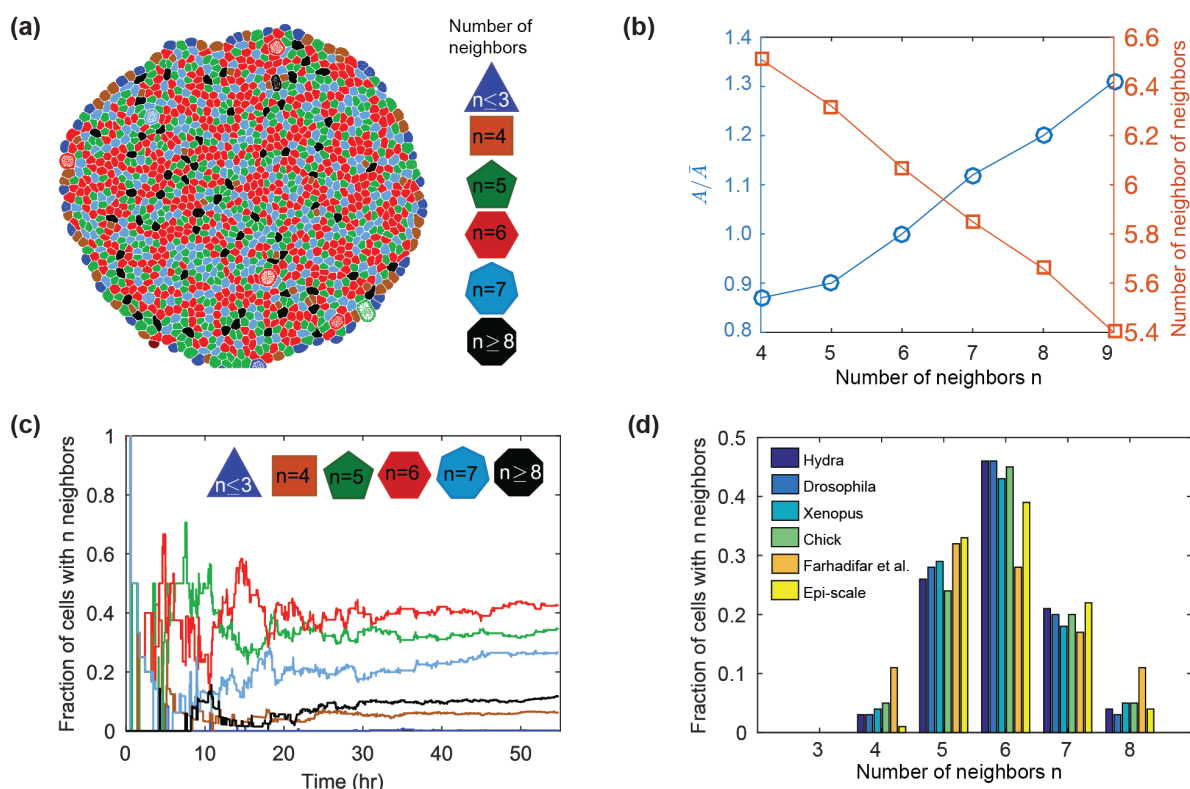 (a)
Number of
neighbors
n≤3
n=4
n=5
n=6
n=7
n≥8
(b)
1.4
1.3
1.2
1.1
1.0
0.9
0.8
A/Ā
4 5 6 7 8 9
Number of neighbors n
6.6
6.4
6.2
6
5.8
5.6
5.4
Number of neighbor of neighbors
(c)
1
0.8
0.6
0.4
0.2
0
Fraction of cells with n neighbors
n≤3 n=4 n=5 n=6 n=7 n≥8
0 10 20 30 40 50
Time (hr)
(d)
0.5
0.4
0.3
0.2
0.1
0
Fraction of cells with n neighbors
Hydra
Drosophila
Xenopus
Chick
Farhadifar et al.
Epi-scale
3 4 5 6 7 8
Number of neighbors n